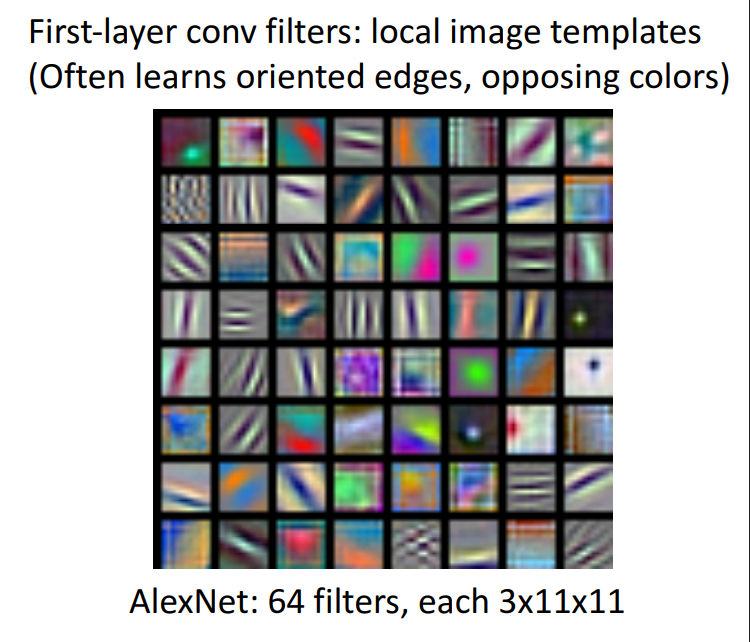 First-layer conv filters: local image templates
(Often learns oriented edges, opposing colors)
AlexNet: 64 filters, each 3x11x11